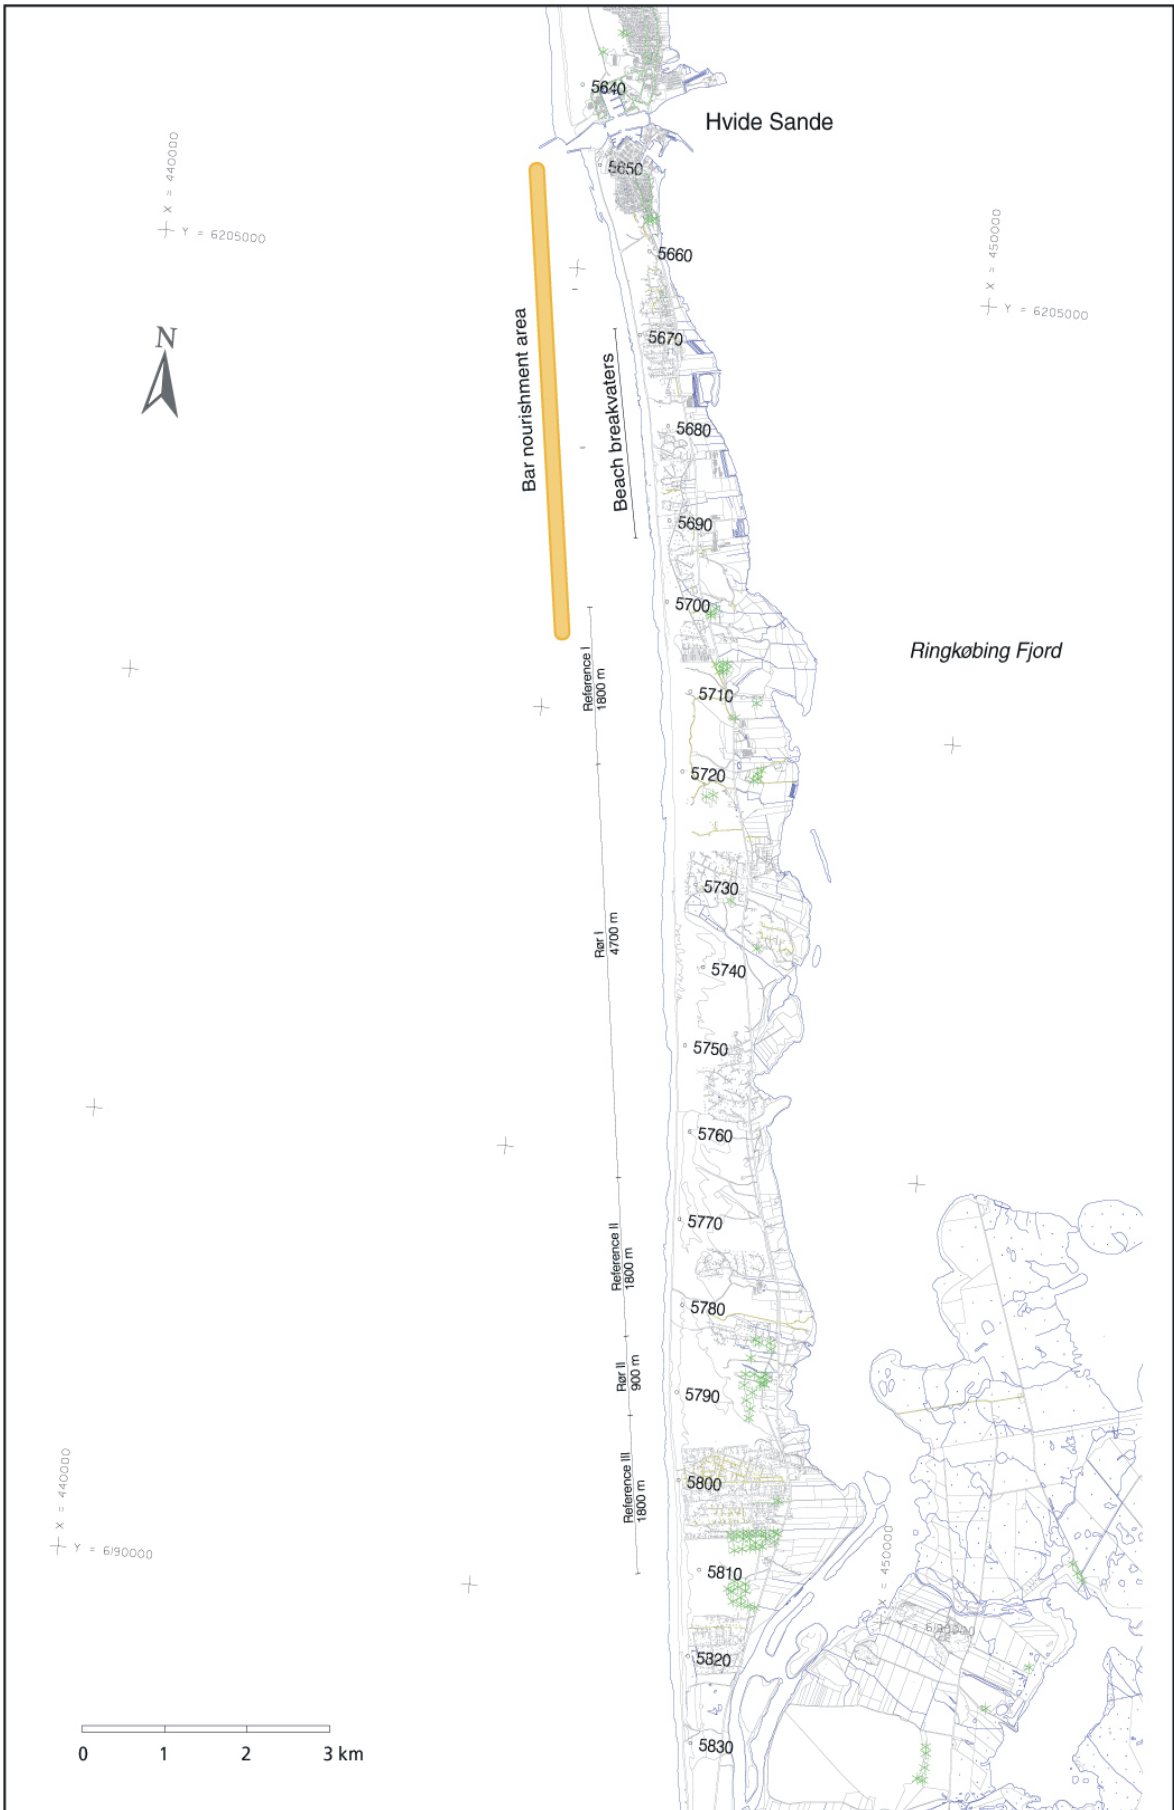 5640
Hvide Sande
5650
X = 440000
Y = 6205000
5660
X = 450000
Y = 6205000
N
Bar nourishment area
Beach breakvaters
5670
5680
5690
5700
Reference I
1800 m
Ringkøbing Fjord
5710
5720
5730
Rør I
4700 m
5740
5750
5760
5770
Reference II
1800 m
5780
Rør II
900 m
5790
Reference III
1800 m
5800
X = 440000
Y = 6190000
5810
X = 450000
Y = 6190000
5820
5830
0 1 2 3 km